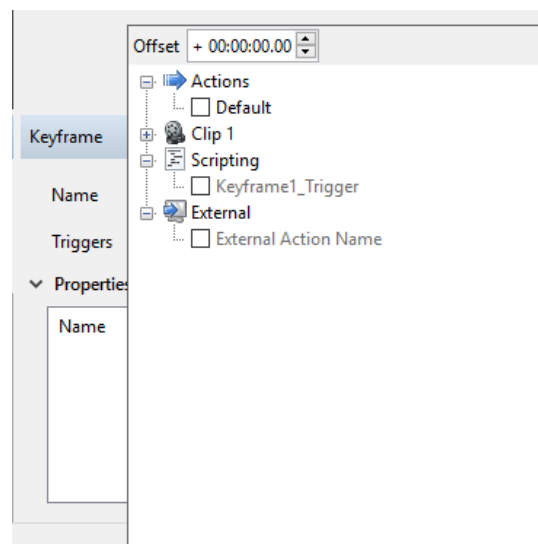 Offset + 00:00:00.00
Actions
Default
Clip 1
Scripting
Keyframe1_Trigger
External
External Action Name
Keyframe
Name
Triggers
Properties
Name